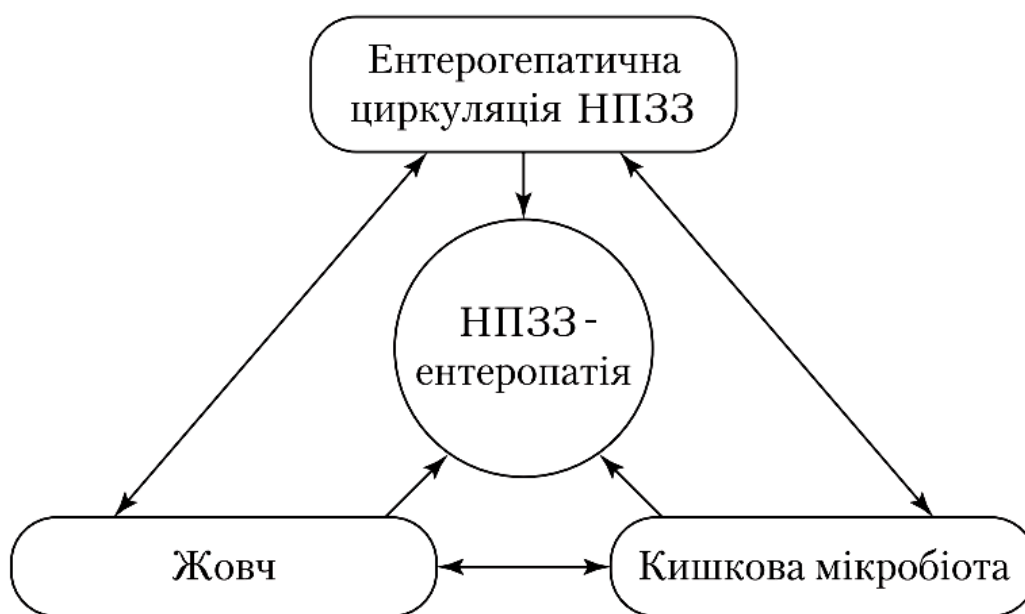 Ентерогепатична
циркуляція НПЗЗ
НПЗЗ-
ентеропатія
Жовч
Кишкова мікробіота